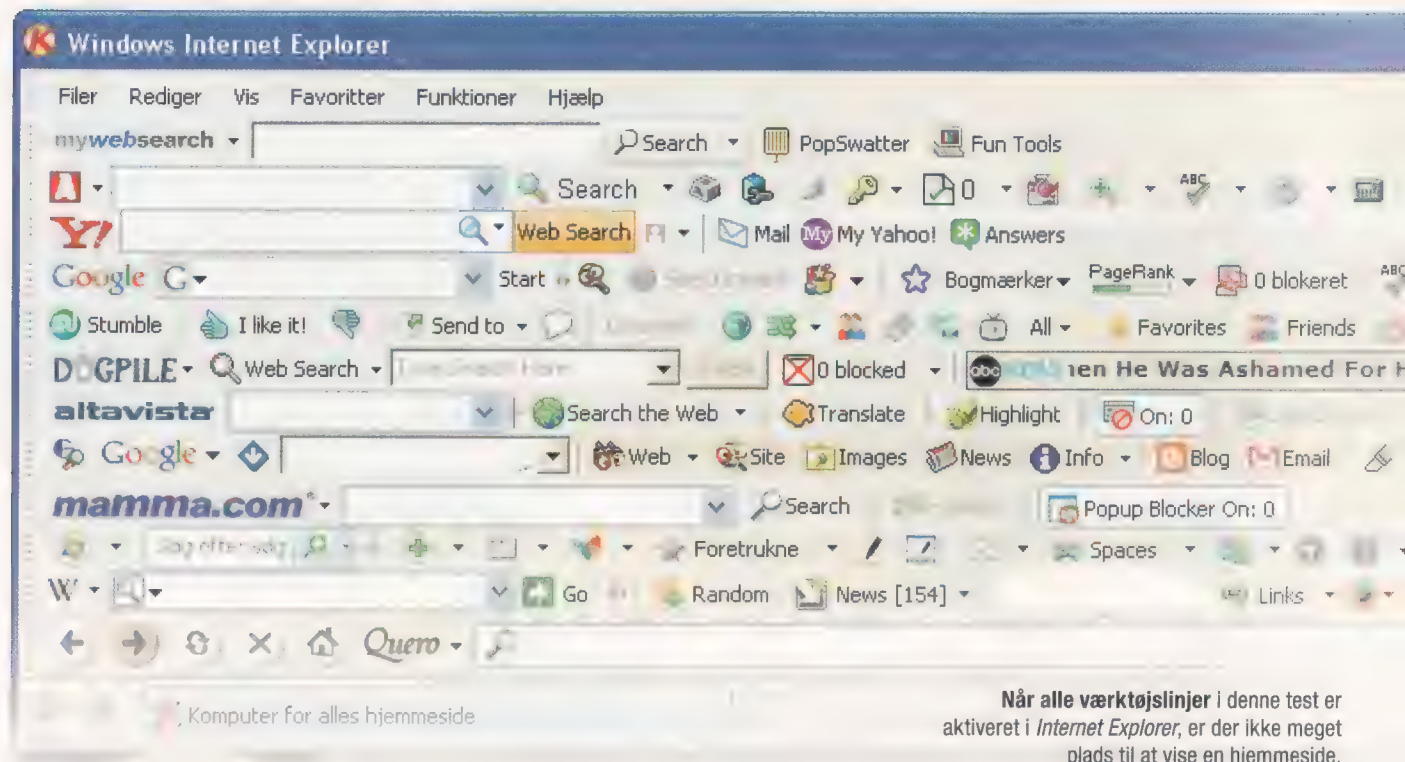 Windows Internet Explorer
Filer Rediger Vis Favoritter Funktioner Hjælp
mywebsearch Search PopSwatter Fun Tools
Search 0 ABC
Y! Web Search Mail My My Yahoo! Answers
Google G Start Bogmærker PageRank 0 blokeret ABC
Stumble I like it! Send to All Favorites Friends
DOGPILE Web Search 0 blocked abc hen He Was Ashamed For H
altavista Search the Web Translate Highlight On: 0
Google Web Site Images News Info Blog Email
mamma.com Search Popup Blocker On: 0
Foretrukne Spaces
W Go Random News [154] Links
Quero
Komputer for alles hjemmeside
Når alle værktøjslinjer i denne test er
aktiveret i Internet Explorer, er der ikke meget
plads til at vise en hjemmeside.